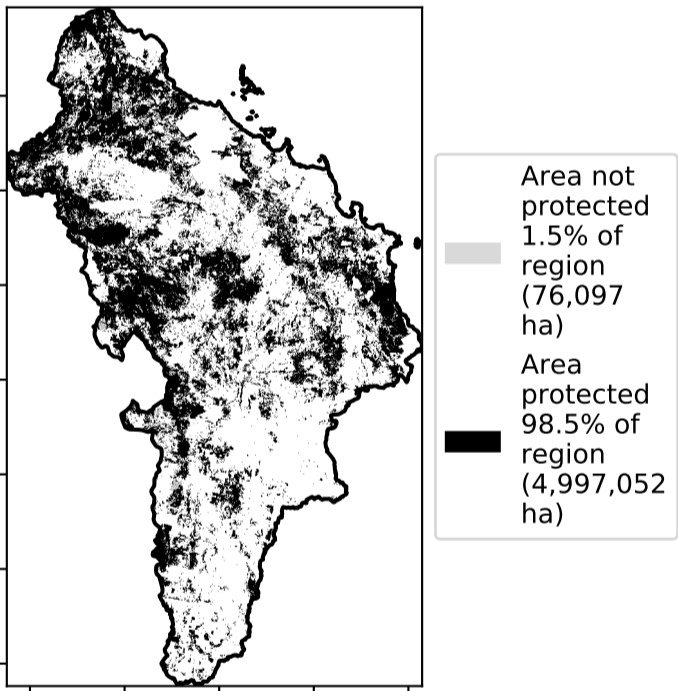 Area not
protected
1.5% of
region
(76,097
ha)
Area
protected
98.5% of
region
(4,997,052
ha)